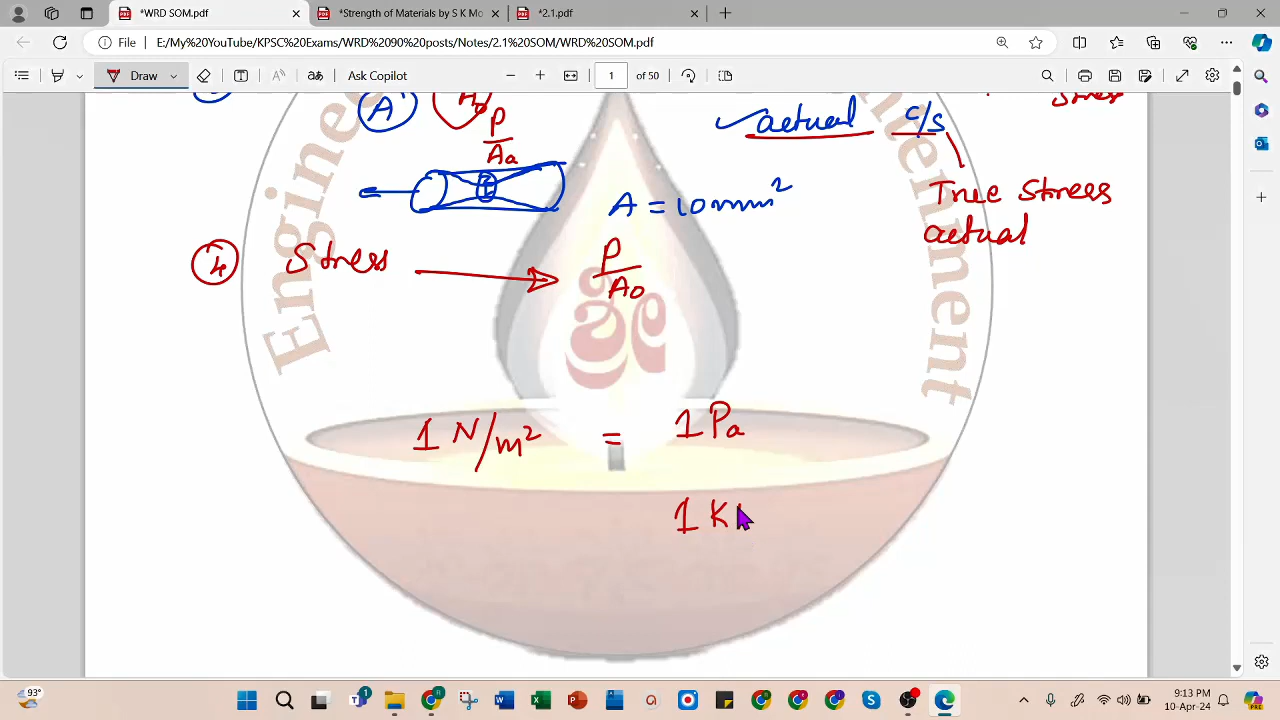 *WRD SOM.pdf
*Strength of Materials by S K Mo
*2.1.pdf
File
E:/My%20YouTube/KPSC%20Exams/WRD%2090%20posts/Notes/2.1%20SOM/WRD%20SOM.pdf
Draw
Ask Copilot
1 of 50
A
P
Aa
actual c/s
A = 10mm²
True stress
actual
4 Stress
P
A0
1 N/m² = 1 Pa
1 K
Engine
ment
ಶ್ರೀ
93°
9:13 PM
10-Apr-24